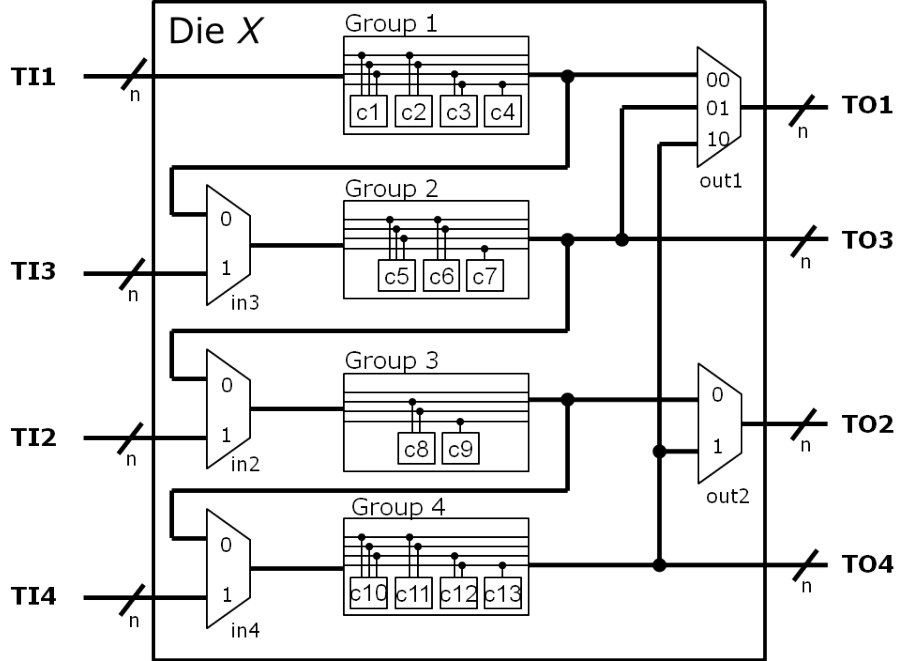 Die X
Group 1
TI1
n
c1 c2 c3 c4
00
01
10
out1
TO1
n
Group 2
0
1
in3
TI3
n
c5 c6 c7
TO3
n
Group 3
0
1
in2
TI2
n
c8 c9
0
1
out2
TO2
n
Group 4
0
1
in4
TI4
n
c10 c11 c12 c13
TO4
n